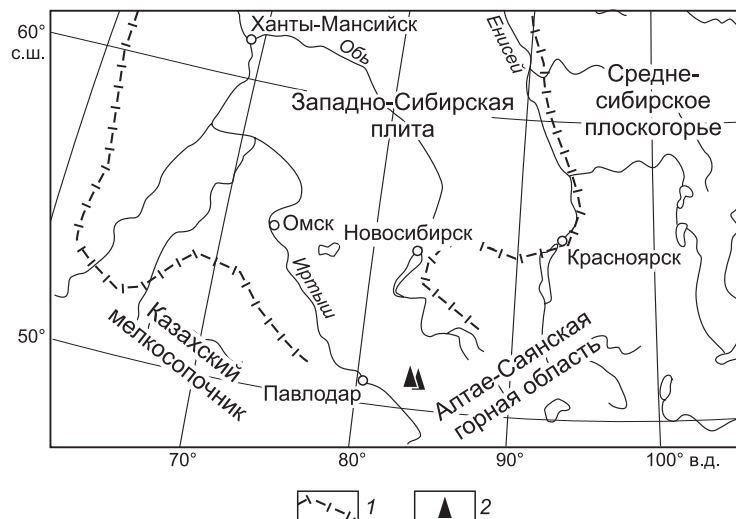 60°
с.ш.
Ханты-Мансийск
Обь
Енисей
Средне-
сибирское
плоскогорье
Западно-Сибирская
плита
Омск
Новосибирск
Красноярск
Иртыш
50°
Казахский
мелкосопочник
Павлодар
Алтае-Саянская
горная область
70°
80°
90°
100° в.д.
1
2